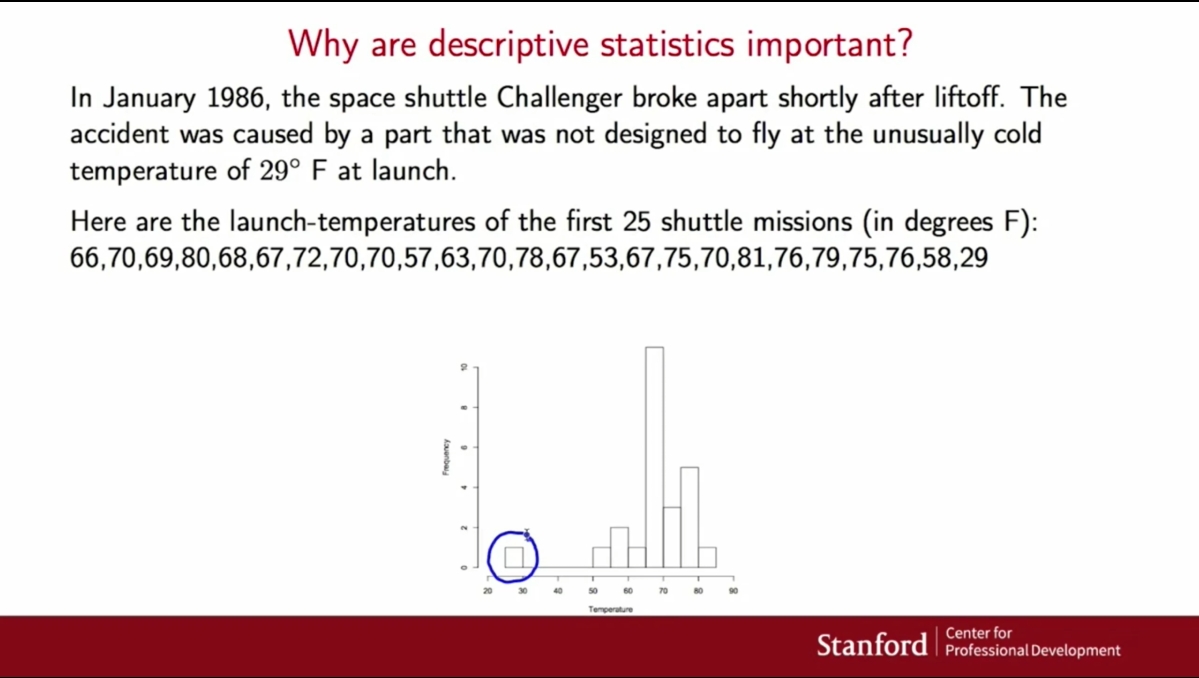 Why are descriptive statistics important?
In January 1986, the space shuttle Challenger broke apart shortly after liftoff. The
accident was caused by a part that was not designed to fly at the unusually cold
temperature of 29° F at launch.
Here are the launch-temperatures of the first 25 shuttle missions (in degrees F):
66,70,69,80,68,67,72,70,70,57,63,70,78,67,53,67,75,70,81,76,79,75,76,58,29
10
8
6
4
2
0
Frequency
20 30 40 50 60 70 80 90
Temperature
Stanford
Center for
Professional Development